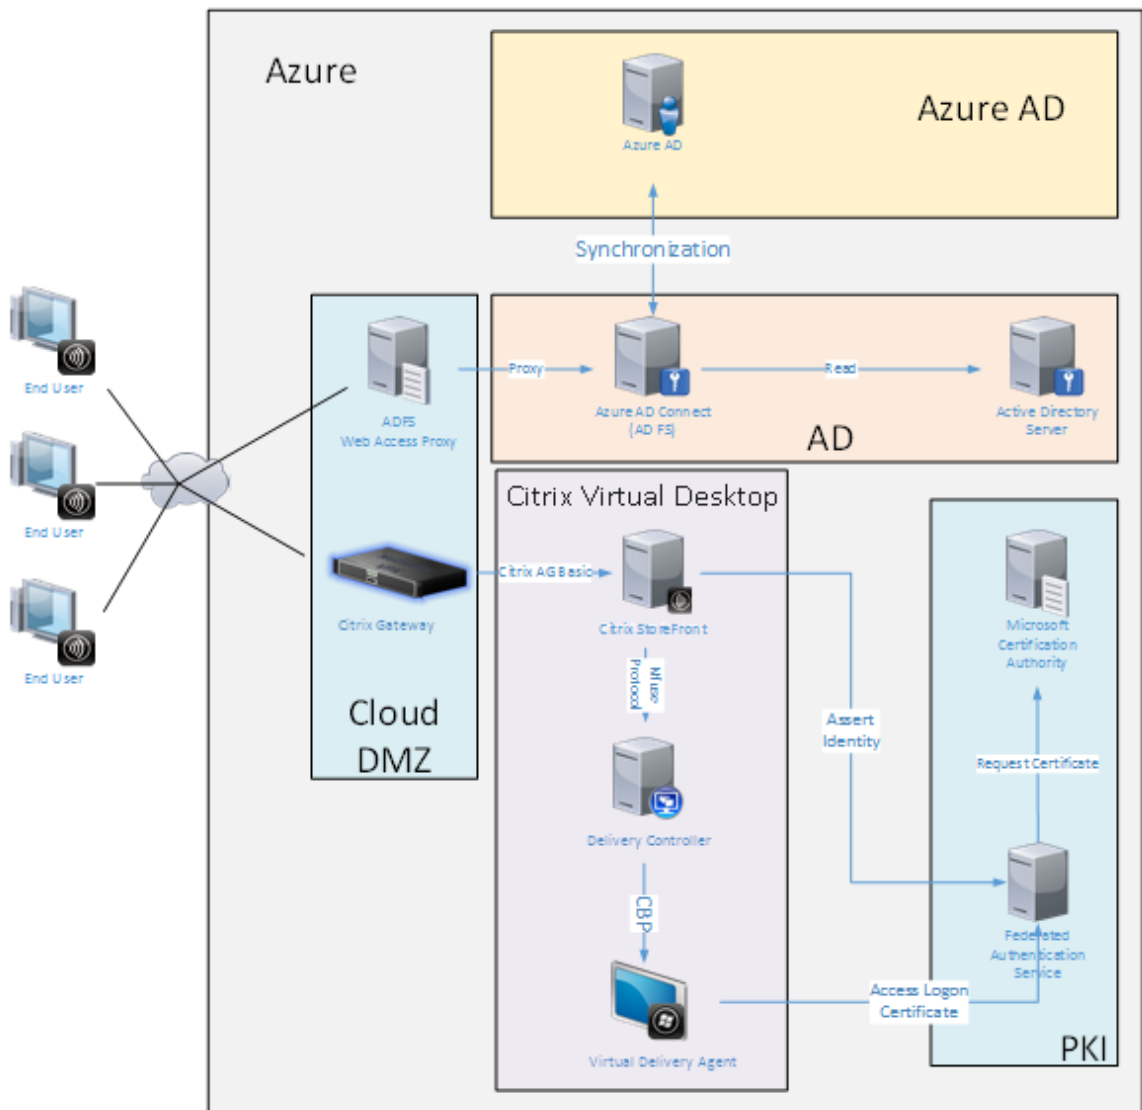 Azure
Azure AD
Azure AD
Synchronization
End User
End User
End User
ADFS
Web Access Proxy
Proxy
Azure AD Connect
(AD FS)
Read
Active Directory
Server
AD
Citrix Gateway
Cloud
DMZ
Citrix Virtual Desktop
Citrix AG Basic
Citrix StoreFront
Nfuse
Protocol
Delivery Controller
CBP
Virtual Delivery Agent
Assert
Identity
Access Logon
Certificate
Microsoft
Certification
Authority
Request Certificate
Federated
Authentication
Service
PKI